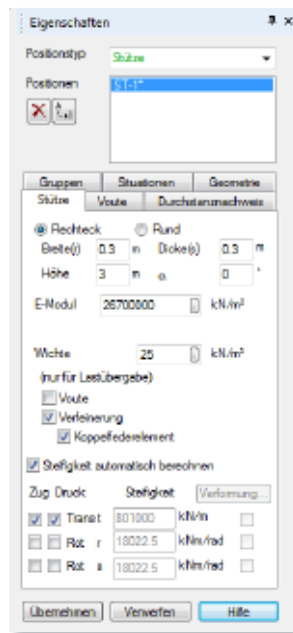 Eigenschaften
Positionstyp Stütze
Positionen ST-1*
Gruppen Situationen Geometrie
Stütze Voute Durchstanznachweis
Rechteck Rund
Breite(r) 0.3 m Dicke(s) 0.3 m
Höhe 3 m α 0 °
E-Modul 26700000 kN/m²
Wichte 25 kN/m³
(nur für Lastübergabe)
Voute
Verfeinerung
Koppelfederelement
Steifigkeit automatisch berechnen
Zug Druck Steifigkeit Verformung...
Trans t 801000 kN/m
Rot r 18022.5 kNm/rad
Rot s 18022.5 kNm/rad
Übernehmen Verwerfen Hilfe